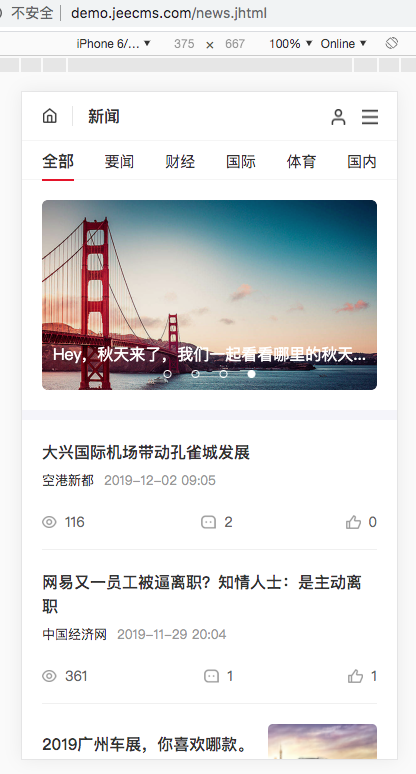 不安全 | demo.jeecms.com/news.jhtml
iPhone 6/… ▼ 375 × 667 100% ▼ Online ▼
新闻
全部 要闻 财经 国际 体育 国内
Hey，秋天来了，我们一起看看哪里的秋天...
大兴国际机场带动孔雀城发展
空港新都 2019-12-02 09:05
116 2 0
网易又一员工被逼离职？知情人士：是主动离
职
中国经济网 2019-11-29 20:04
361 1 1
2019广州车展，你喜欢哪款。